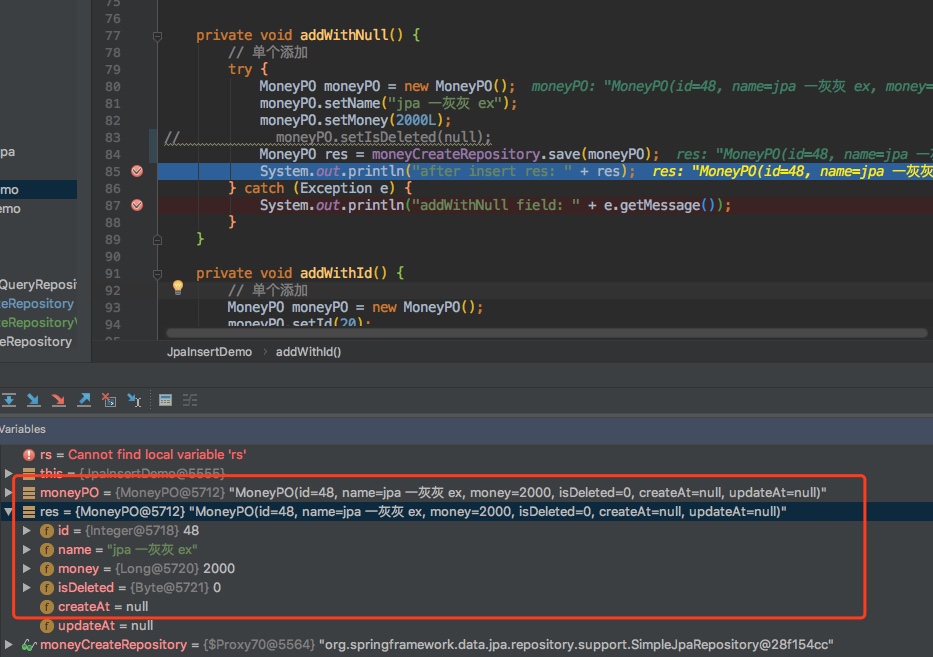 75
76
77 private void addWithNull() {
78 // 单个添加
79 try {
80 MoneyPO moneyPO = new MoneyPO(); moneyPO: "MoneyPO(id=48, name=jpa 一灰灰 ex, money=
81 moneyPO.setName("jpa 一灰灰 ex");
82 moneyPO.setMoney(2000L);
83 // moneyPO.setIsDeleted(null);
84 MoneyPO res = moneyCreateRepository.save(moneyPO); res: "MoneyPO(id=48, name=jpa 一
85 System.out.println("after insert res: " + res); res: "MoneyPO(id=48, name=jpa 一灰灰
86 } catch (Exception e) {
87 System.out.println("addWithNull field: " + e.getMessage());
88 }
89 }
90
91 private void addWithId() {
92 // 单个添加
93 MoneyPO moneyPO = new MoneyPO();
94 moneyPO.setId(20);
pa
mo
emo
QueryReposi
eRepository
eRepository
eRepository
JpaInsertDemo › addWithId()
Variables
rs = Cannot find local variable 'rs'
this = {JpaInsertDemo@5555}
moneyPO = {MoneyPO@5712} "MoneyPO(id=48, name=jpa 一灰灰 ex, money=2000, isDeleted=0, createAt=null, updateAt=null)"
res = {MoneyPO@5712} "MoneyPO(id=48, name=jpa 一灰灰 ex, money=2000, isDeleted=0, createAt=null, updateAt=null)"
f id = {Integer@5718} 48
f name = "jpa 一灰灰 ex"
f money = {Long@5720} 2000
f isDeleted = {Byte@5721} 0
f createAt = null
f updateAt = null
moneyCreateRepository = {$Proxy70@5564} "org.springframework.data.jpa.repository.support.SimpleJpaRepository@28f154cc"